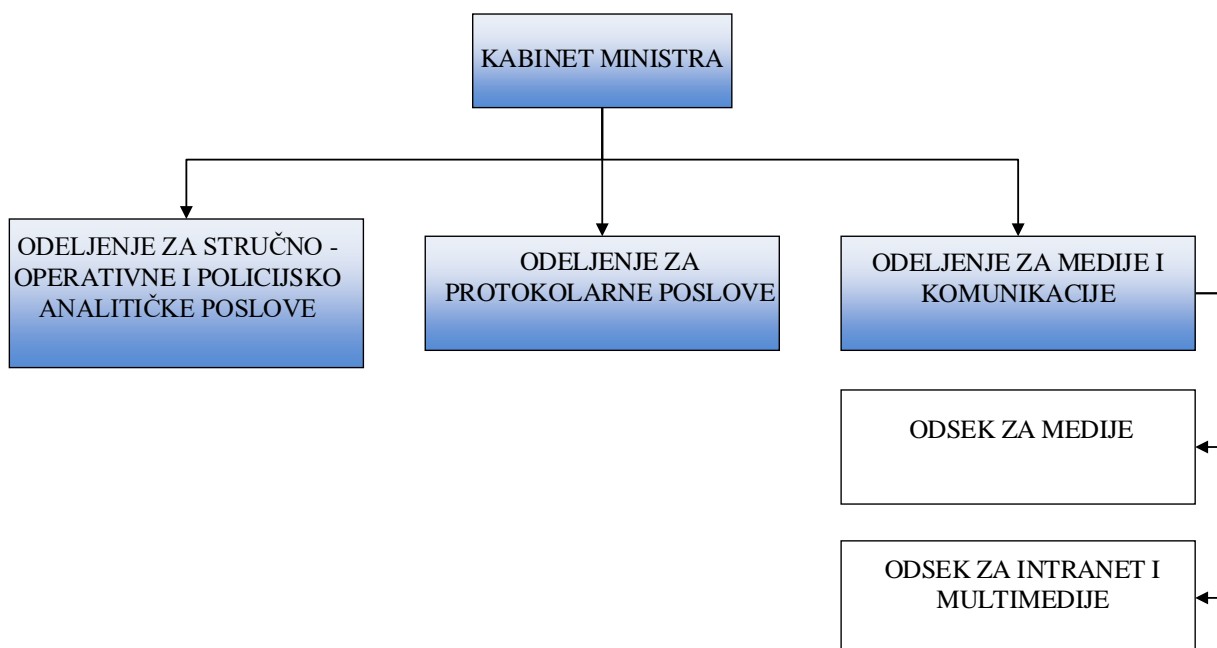 KABINET MINISTRA
ODELJENJE ZA STRUČNO -
OPERATIVNE I POLICIJSKO
ANALITIČKE POSLOVE
ODELJENJE ZA
PROTOKOLARNE POSLOVE
ODELJENJE ZA MEDIJE I
KOMUNIKACIJE
ODSEK ZA MEDIJE
ODSEK ZA INTRANET I
MULTIMEDIJE